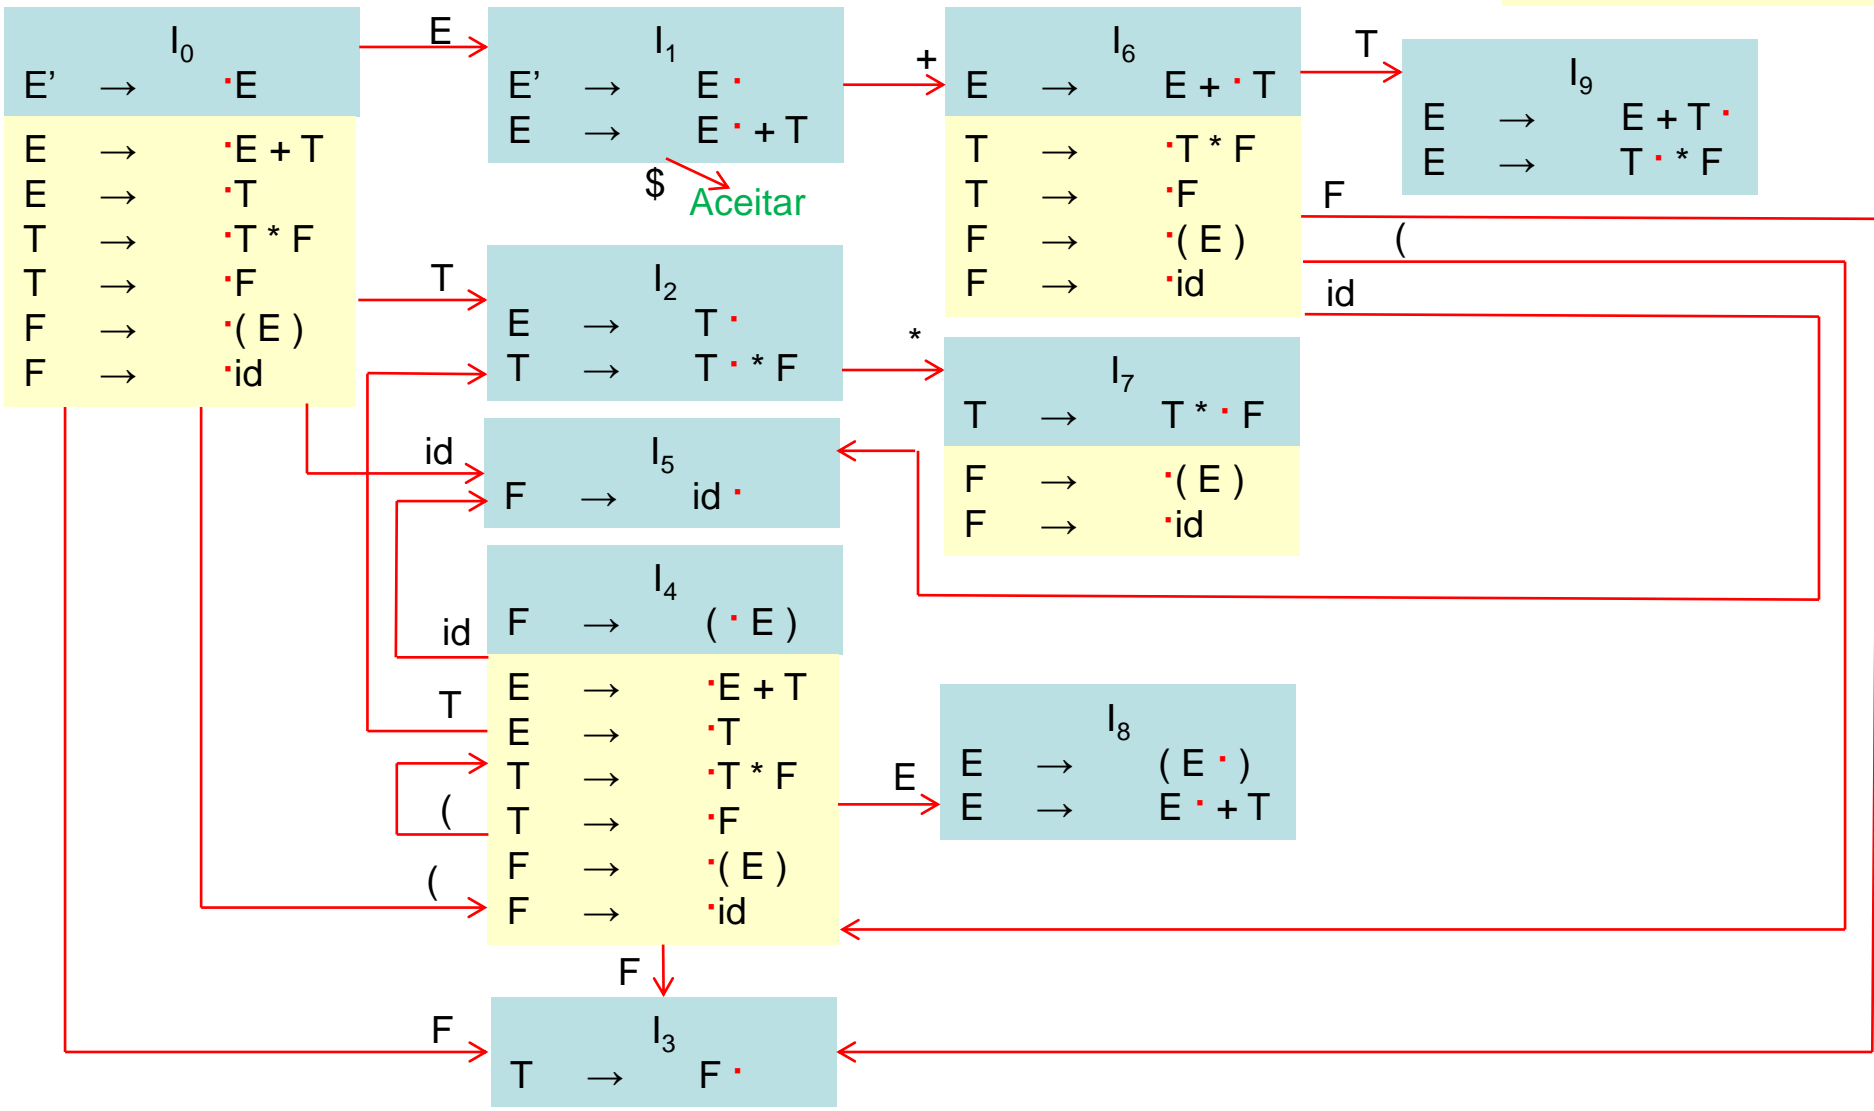 I0
E’ → ·E
E → ·E + T
E → ·T
T → ·T * F
T → ·F
F → ·( E )
F → ·id
E
I1
E’ → E ·
E → E · + T
$
Aceitar
+
I6
E → E + · T
T → ·T * F
T → ·F
F → ·( E )
F → ·id
T
I9
E → E + T ·
E → T · * F
F
(
id
T
I2
E → T ·
T → T · * F
*
I7
T → T * · F
F → ·( E )
F → ·id
id
I5
F → id ·
I4
F → ( · E )
E → ·E + T
E → ·T
T → ·T * F
T → ·F
F → ·( E )
F → ·id
id
T
(
(
E
I8
E → ( E · )
E → E · + T
F
F
I3
T → F ·